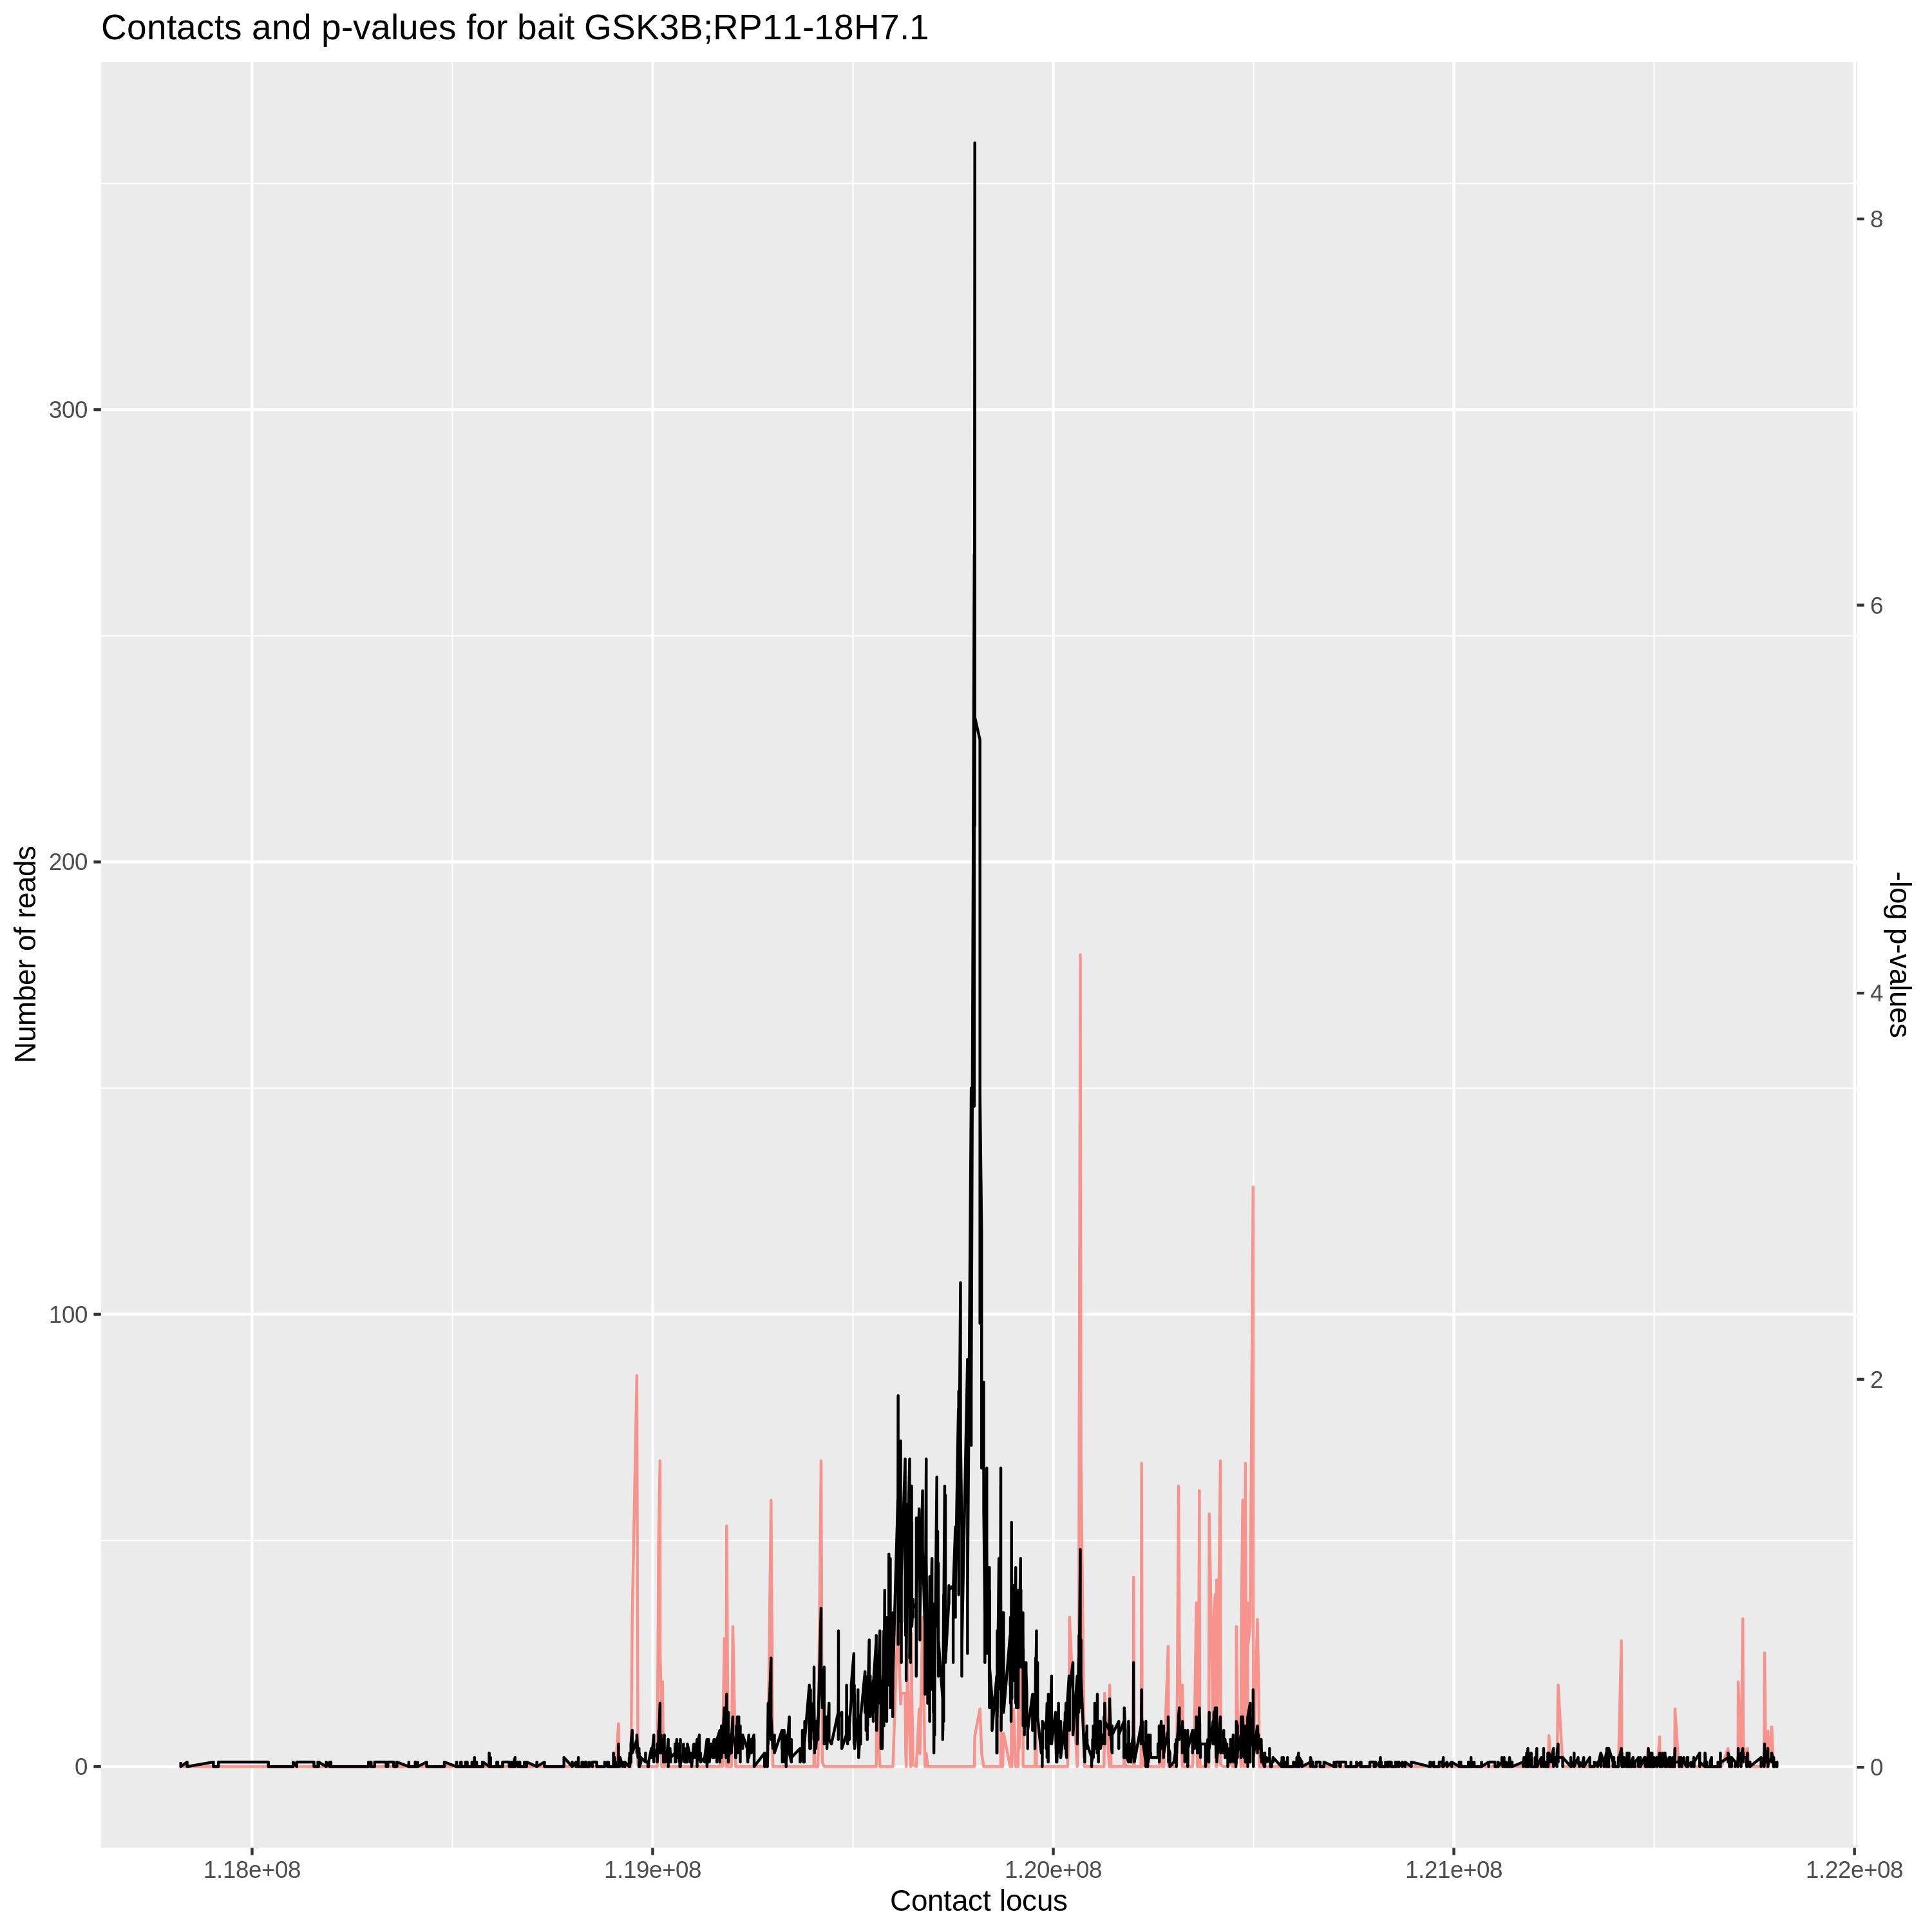 Contacts and p-values for bait GSK3B;RP11-18H7.1
300
200
100
0
Number of reads
8
6
4
2
0
-log p-values
1.18e+08 1.19e+08 1.20e+08 1.21e+08 1.22e+08
Contact locus